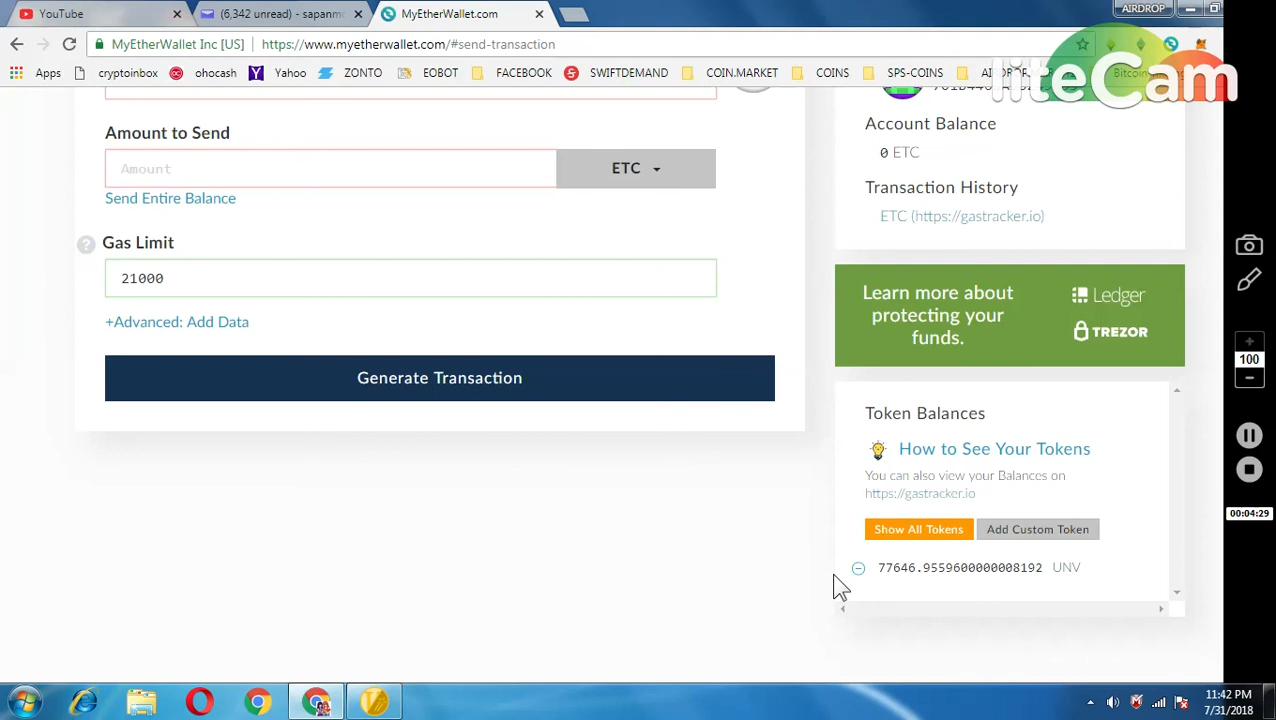 YouTube
(6,342 unread) - sapanm
MyEtherWallet.com
AIRDROP
MyEtherWallet Inc [US]
https://www.myetherwallet.com/#send-transaction
Apps
cryptoinbox
ohocash
Yahoo
EOBOT
FACEBOOK
SWIFTDEMAND
COIN.MARKET
COINS
SPS-COINS
liteCam
Amount to Send
Amount
ETC
Send Entire Balance
Gas Limit
21000
+Advanced: Add Data
Generate Transaction
Account Balance
0 ETC
Transaction History
ETC (https://gastracker.io)
Learn more about
protecting your
funds.
Ledger
TREZOR
Token Balances
How to See Your Tokens
You can also view your Balances on
https://gastracker.io
Show All Tokens
Add Custom Token
77646.9559600000008192 UNV
100
00:04:29
11:42 PM
7/31/2018